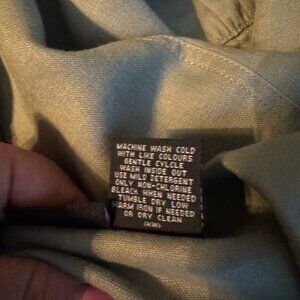 MACHINE WASH COLD
WITH LIKE COLOURS
GENTLE CYLCLE
WASH INSIDE OUT
USE MILD DETERGENT
ONLY NON-CHLORINE
BLEACH WHEN NEEDED
TUMBLE DRY LOW
WARM IRON IF NEEDED
OR DRY CLEAN